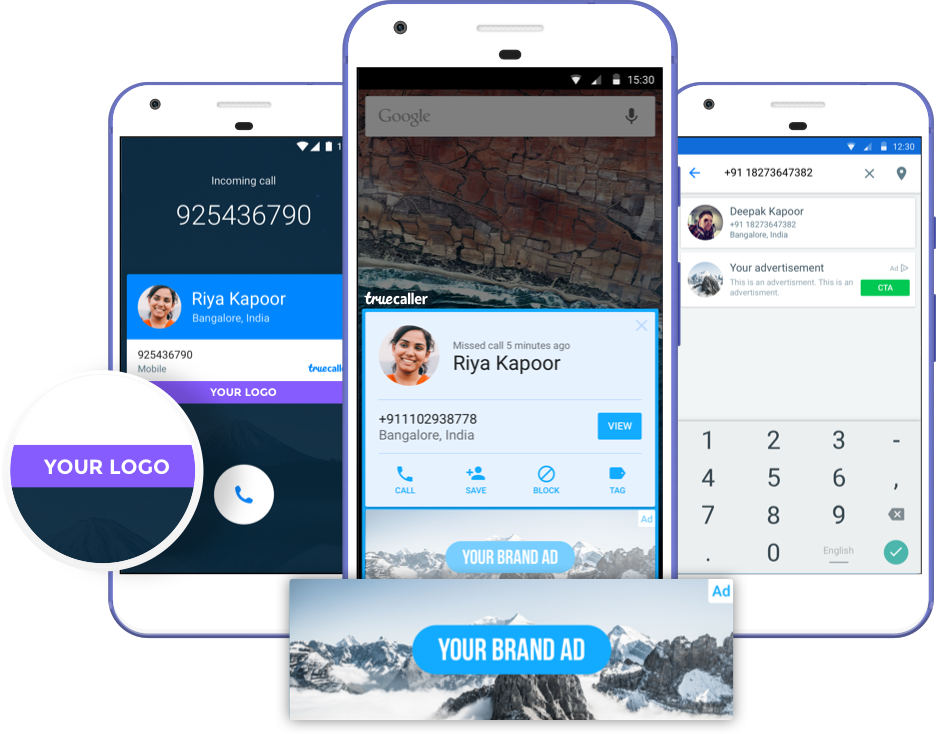 Incoming call
925436790
Riya Kapoor
Bangalore, India
925436790
Mobile
truecaller
YOUR LOGO
YOUR LOGO
15:30
Google
truecaller
Missed call 5 minutes ago
Riya Kapoor
+911102938778
Bangalore, India
VIEW
CALL SAVE BLOCK TAG
Ad
YOUR BRAND AD
Ad
YOUR BRAND AD
12:30
+91 18273647382
Deepak Kapoor
+91 18273647382
Bangalore, India
Your advertisement
Ad
This is an advertisment. This is an
advertisment.
CTA
1 2 3 -
4 5 6 ,
7 8 9
. 0 English